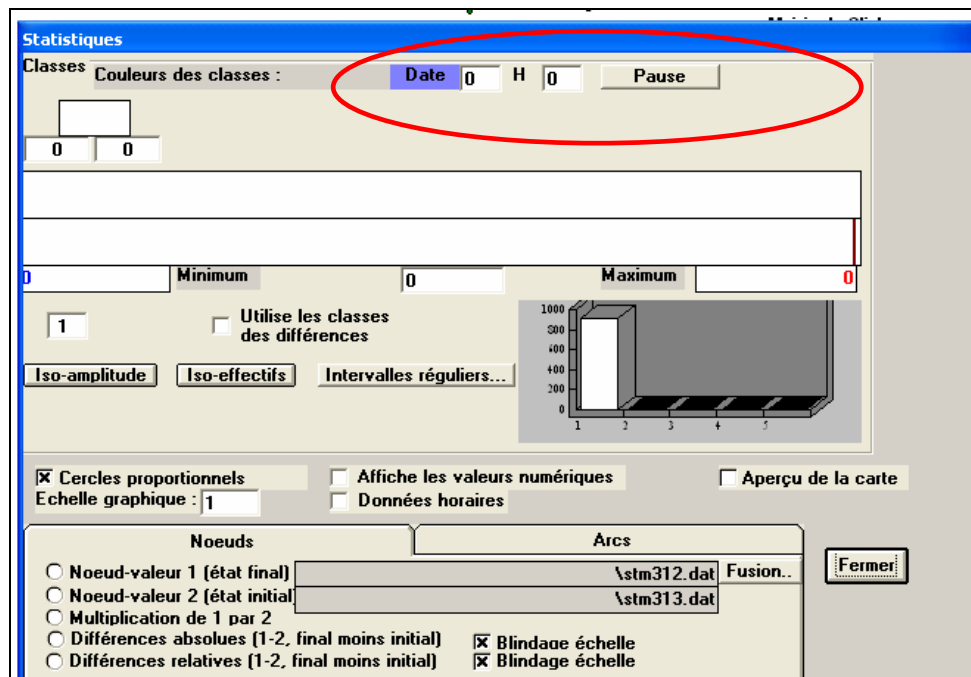 Statistiques
Classes Couleurs des classes : Date 0 H 0 Pause
0 0
0 Minimum 0 Maximum 0
1 Utilise les classes
des différences
Iso-amplitude Iso-effectifs Intervalles réguliers...
1000
800
600
400
200
0
1 2 3 4 5
Cercles proportionnels Affiche les valeurs numériques Aperçu de la carte
Echelle graphique : 1 Données horaires
Noeuds Arcs
Noeud-valeur 1 (état final) \stm312.dat Fusion.. Fermer
Noeud-valeur 2 (état initial \stm313.dat
Multiplication de 1 par 2
Différences absolues (1-2, final moins initial) Blindage échelle
Différences relatives (1-2, final moins initial) Blindage échelle